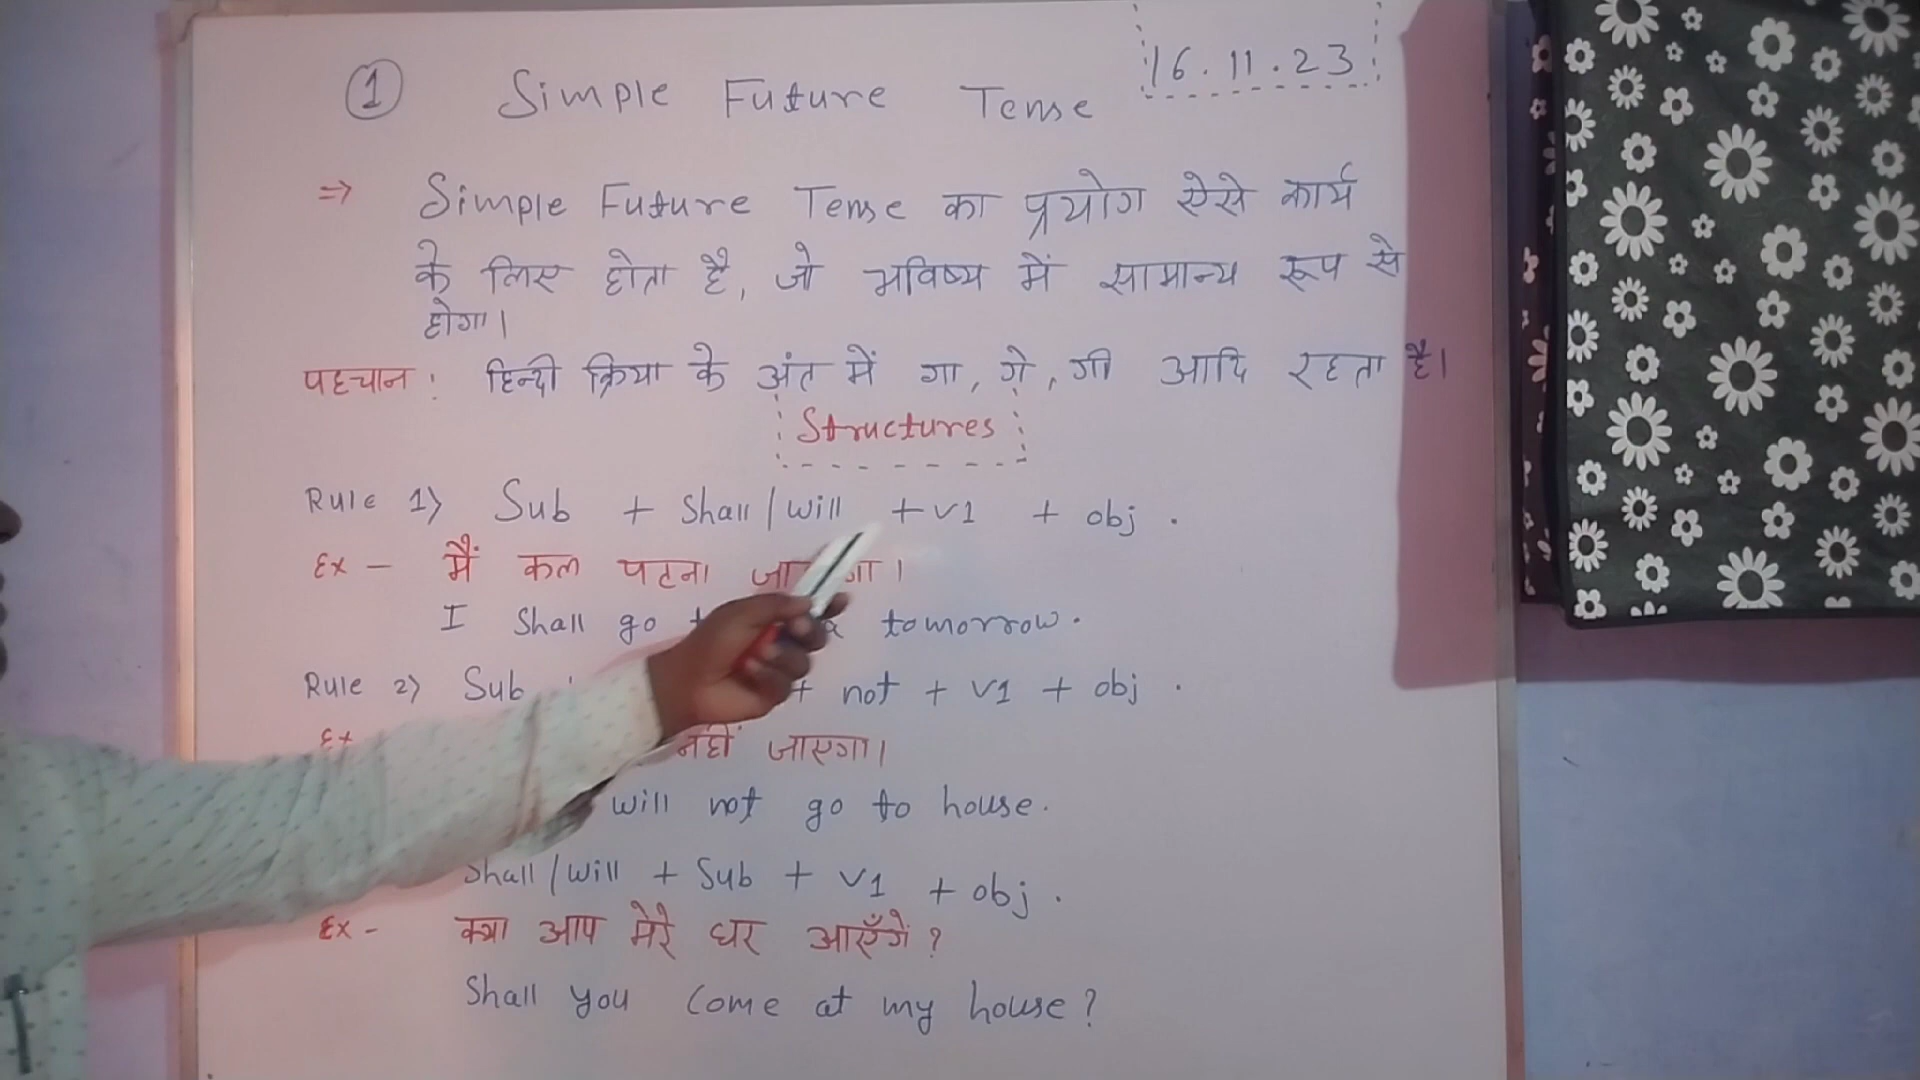 ① Simple Future Tense 16.11.23
⇒ Simple Future Tense का प्रयोग ऐसे कार्य
के लिए होता है, जो भविष्य में सामान्य रूप से
होगा।
पहचान : हिन्दी क्रिया के अंत में गा, गे, गी आदि रहता है।
Structures
Rule 1) Sub + Shall/will + v1 + obj .
Ex - मैं कल पटना
I Shall go tomorrow.
Rule 2) Sub + not + v1 + obj .
Ex नहीं जाएगा।
will not go to house.
Shall/will + Sub + v1 + obj .
Ex - क्या आप मेरे घर आएँगें ?
Shall you come at my house?